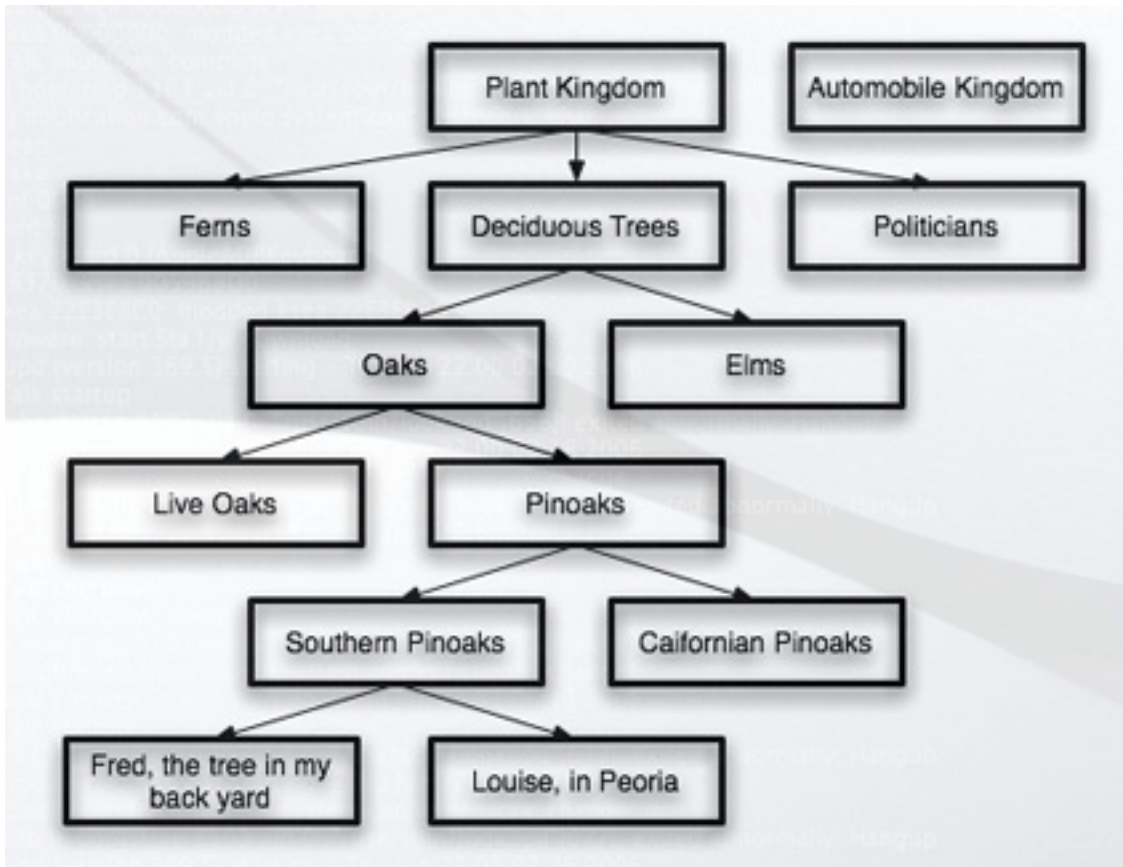 Plant Kingdom
Automobile Kingdom
Ferns
Deciduous Trees
Politicians
Oaks
Elms
Live Oaks
Pinoaks
Southern Pinoaks
Caifornian Pinoaks
Fred, the tree in my
back yard
Louise, in Peoria